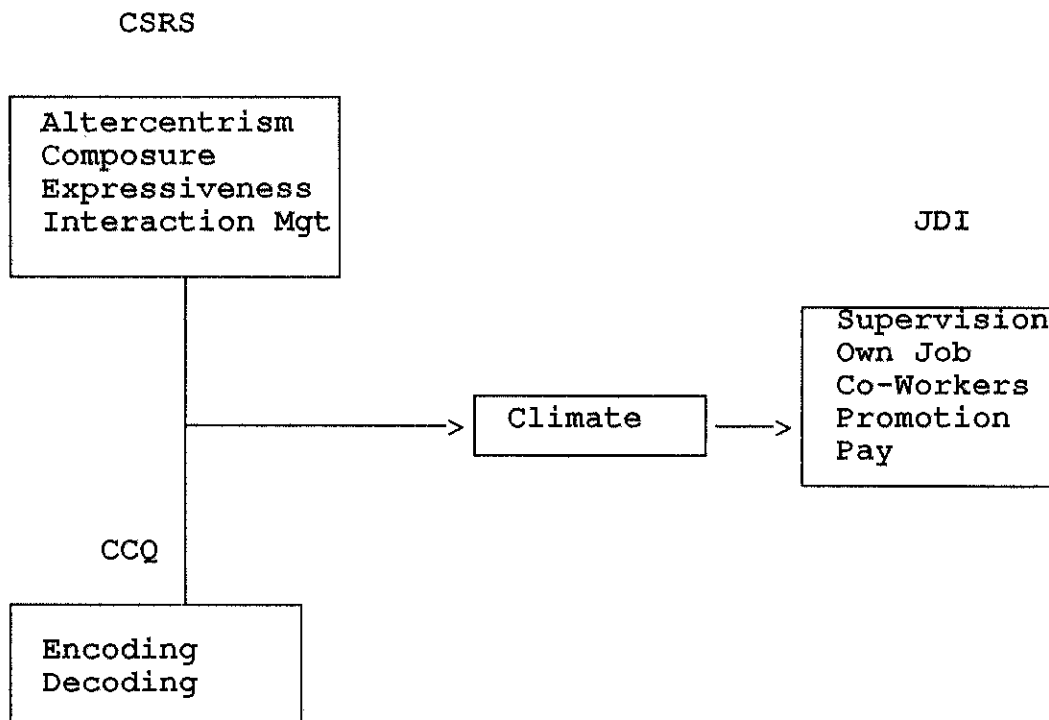 CSRS
Altercentrism
Composure
Expressiveness
Interaction Mgt
JDI
Supervision
Own Job
Co-Workers
Promotion
Pay
Climate
CCQ
Encoding
Decoding